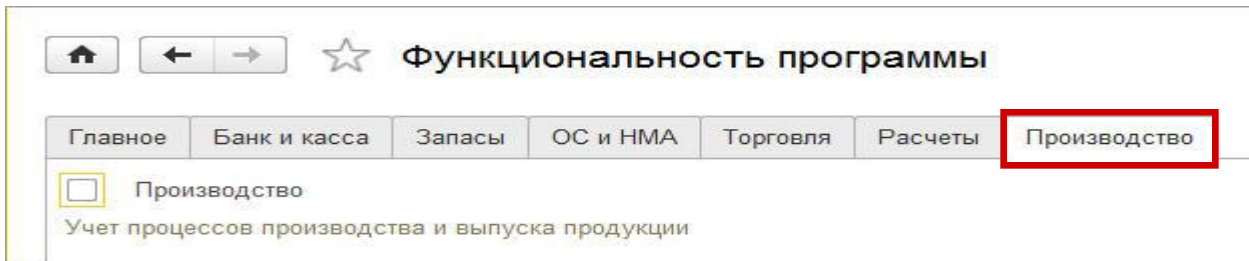 Функциональность программы
Главное Банк и касса Запасы ОС и НМА Торговля Расчеты Производство
Производство
Учет процессов производства и выпуска продукции